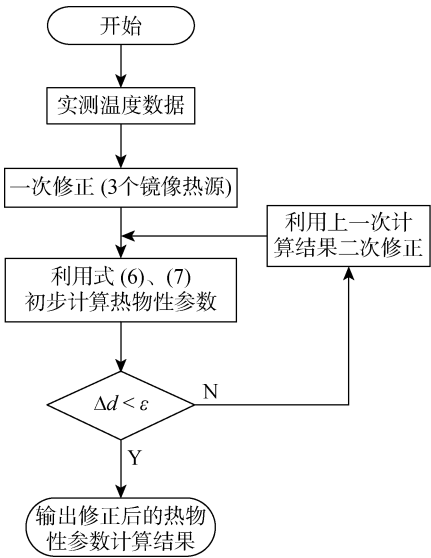 开始
实测温度数据
一次修正 (3个镜像热源)
利用上一次计
算结果二次修正
利用式 (6)、(7)
初步计算热物性参数
Δd < ε
N
Y
输出修正后的热物
性参数计算结果